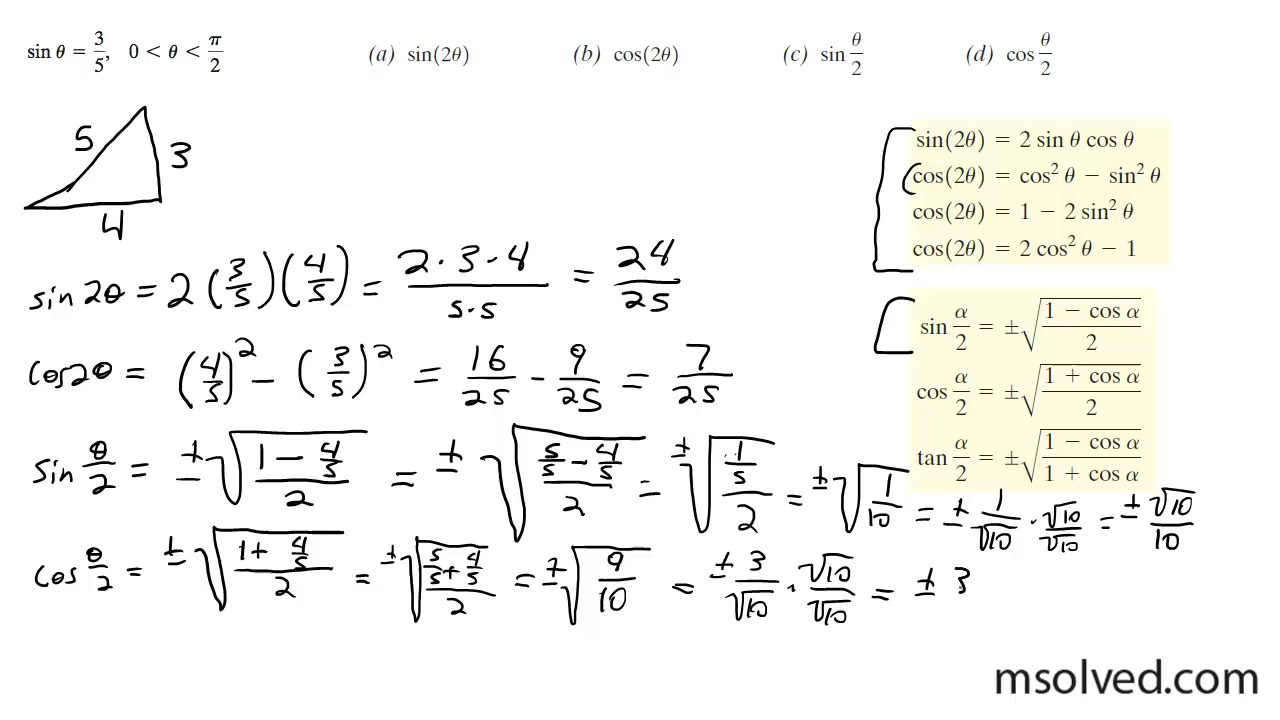 sin θ = 3/5, 0 < θ < π/2 (a) sin(2θ) (b) cos(2θ) (c) sin θ/2 (d) cos θ/2
5
3
4
sin(2θ) = 2 sin θ cos θ
cos(2θ) = cos² θ − sin² θ
cos(2θ) = 1 − 2 sin² θ
cos(2θ) = 2 cos² θ − 1
sin α/2 = ±√((1 − cos α)/2)
cos α/2 = ±√((1 + cos α)/2)
tan α/2 = ±√((1 − cos α)/(1 + cos α))
sin 2θ = 2 (3/5)(4/5) = (2 · 3 · 4)/(5·5) = 24/25
cos 2θ = (4/5)² − (3/5)² = 16/25 − 9/25 = 7/25
sin θ/2 = ±√((1 − 4/5)/2) = ±√((5/5 − 4/5)/2) = ±√((1/5)/2) = ±√(1/10) = ± 1/√10 · √10/√10 = ± √10/10
cos θ/2 = ±√((1 + 4/5)/2) = ±√((5/5 + 4/5)/2) = ±√(9/10) = ± 3/√10 · √10/√10 = ± 3
msolved.com